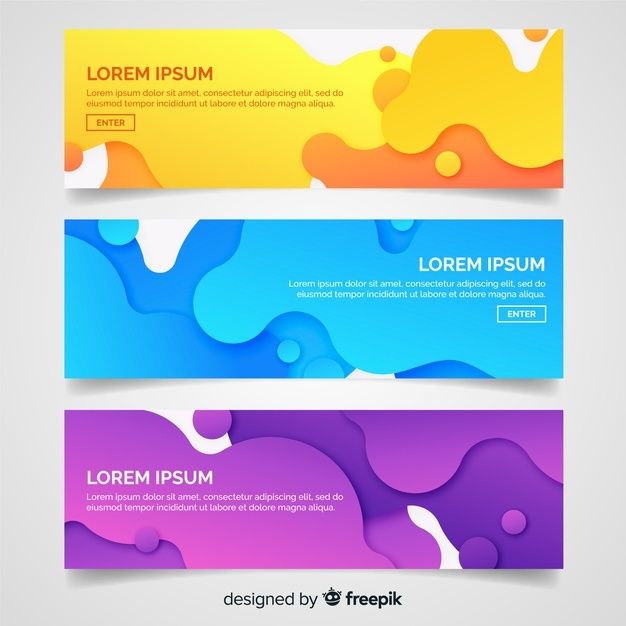 LOREM IPSUM
Lorem ipsum dolor sit amet, consectetur
adipiscing elit, sed do
eiusmod tempor incididunt ut labore et dolore magna aliqua.
ENTER
LOREM IPSUM
Lorem ipsum dolor sit amet, consectetur adipiscing elit, sed do
eiusmod tempor incididunt ut labore et dolore magna aliqua.
ENTER
LOREM IPSUM
Lorem ipsum dolor sit amet, consectetur adipiscing elit, sed do
eiusmod tempor incididunt ut labore et dolore magna aliqua.
designed by freepik